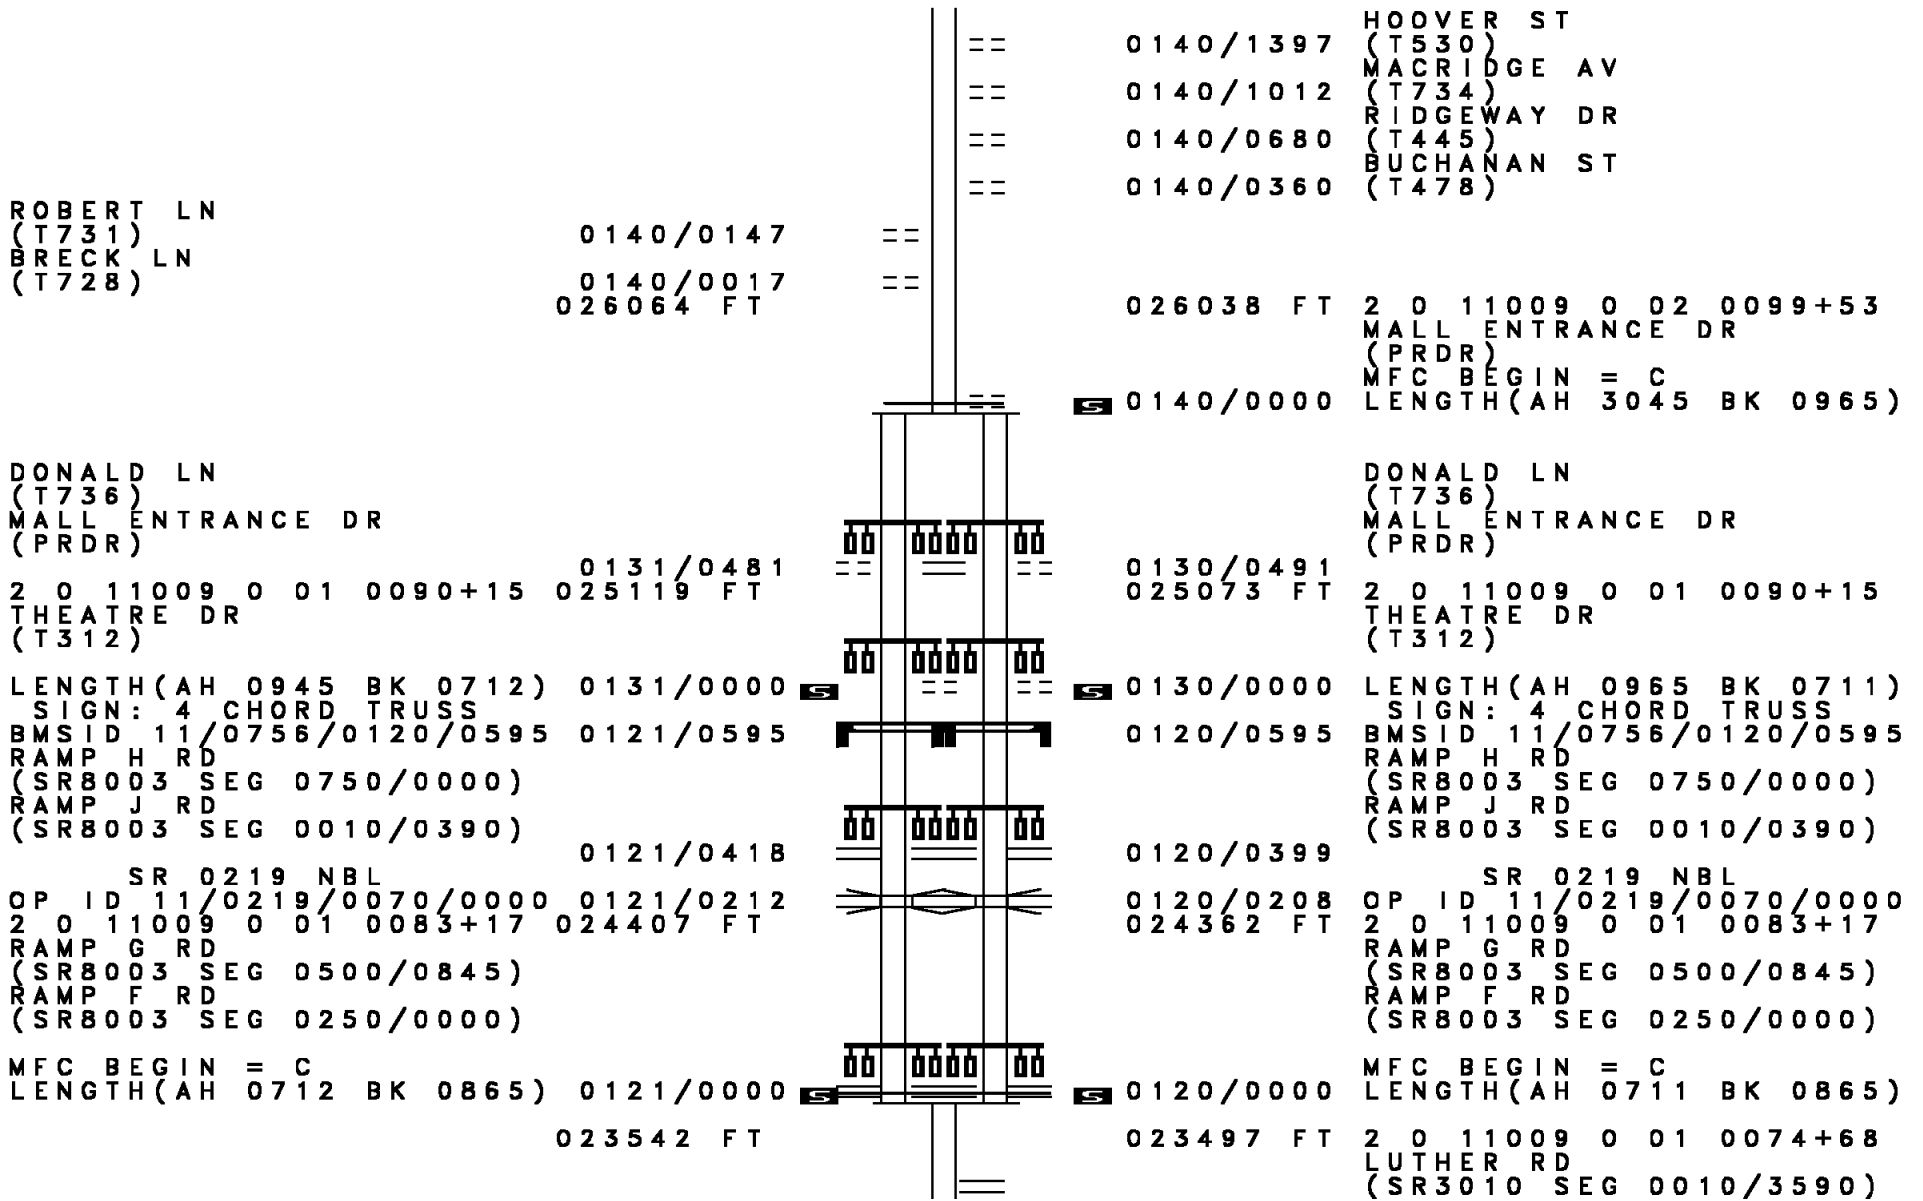 HOOVER ST
0140/1397 (T530)
MACRIDGE AV
0140/1012 (T734)
RIDGEWAY DR
0140/0680 (T445)
BUCHANAN ST
0140/0360 (T478)
ROBERT LN
(T731) 0140/0147
BRECK LN
(T728) 0140/0017
026064 FT 026038 FT 2 0 11009 0 02 0099+53
MALL ENTRANCE DR
(PRDR)
MFC BEGIN = C
S 0140/0000 LENGTH(AH 3045 BK 0965)
DONALD LN DONALD LN
(T736) (T736)
MALL ENTRANCE DR MALL ENTRANCE DR
(PRDR) (PRDR)
0131/0481 0130/0491
2 0 11009 0 01 0090+15 025119 FT 025073 FT 2 0 11009 0 01 0090+15
THEATRE DR THEATRE DR
(T312) (T312)
LENGTH(AH 0945 BK 0712) 0131/0000 S S 0130/0000 LENGTH(AH 0965 BK 0711)
SIGN: 4 CHORD TRUSS SIGN: 4 CHORD TRUSS
BMSID 11/0756/0120/0595 0121/0595 0120/0595 BMSID 11/0756/0120/0595
RAMP H RD RAMP H RD
(SR8003 SEG 0750/0000) (SR8003 SEG 0750/0000)
RAMP J RD RAMP J RD
(SR8003 SEG 0010/0390) (SR8003 SEG 0010/0390)
0121/0418 0120/0399
SR 0219 NBL SR 0219 NBL
OP ID 11/0219/0070/0000 0121/0212 0120/0208 OP ID 11/0219/0070/0000
2 0 11009 0 01 0083+17 024407 FT 024362 FT 2 0 11009 0 01 0083+17
RAMP G RD RAMP G RD
(SR8003 SEG 0500/0845) (SR8003 SEG 0500/0845)
RAMP F RD RAMP F RD
(SR8003 SEG 0250/0000) (SR8003 SEG 0250/0000)
MFC BEGIN = C MFC BEGIN = C
LENGTH(AH 0712 BK 0865) 0121/0000 S S 0120/0000 LENGTH(AH 0711 BK 0865)
023542 FT 023497 FT 2 0 11009 0 01 0074+68
LUTHER RD
(SR3010 SEG 0010/3590)